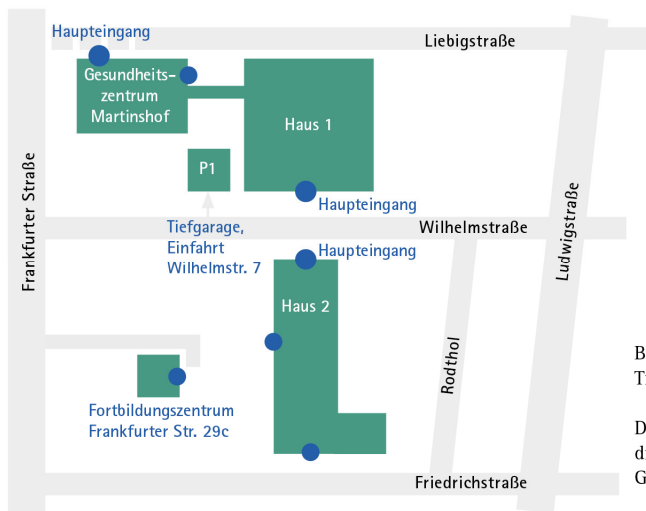 Haupteingang
Liebigstraße
Gesundheits-
zentrum
Martinshof
Haus 1
P1
Haupteingang
Frankfurter Straße
Tiefgarage,
Einfahrt
Wilhelmstr. 7
Wilhelmstraße
Ludwigstraße
Haupteingang
Haus 2
Rodthol
Fortbildungszentrum
Frankfurter Str. 29c
Friedrichstraße
B
D
G